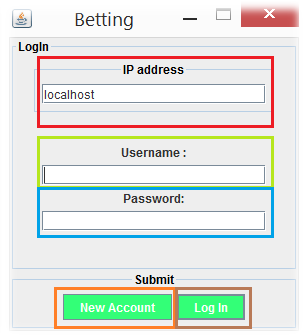 Betting
LogIn
IP address
localhost
Username :
Password:
Submit
New Account
Log In